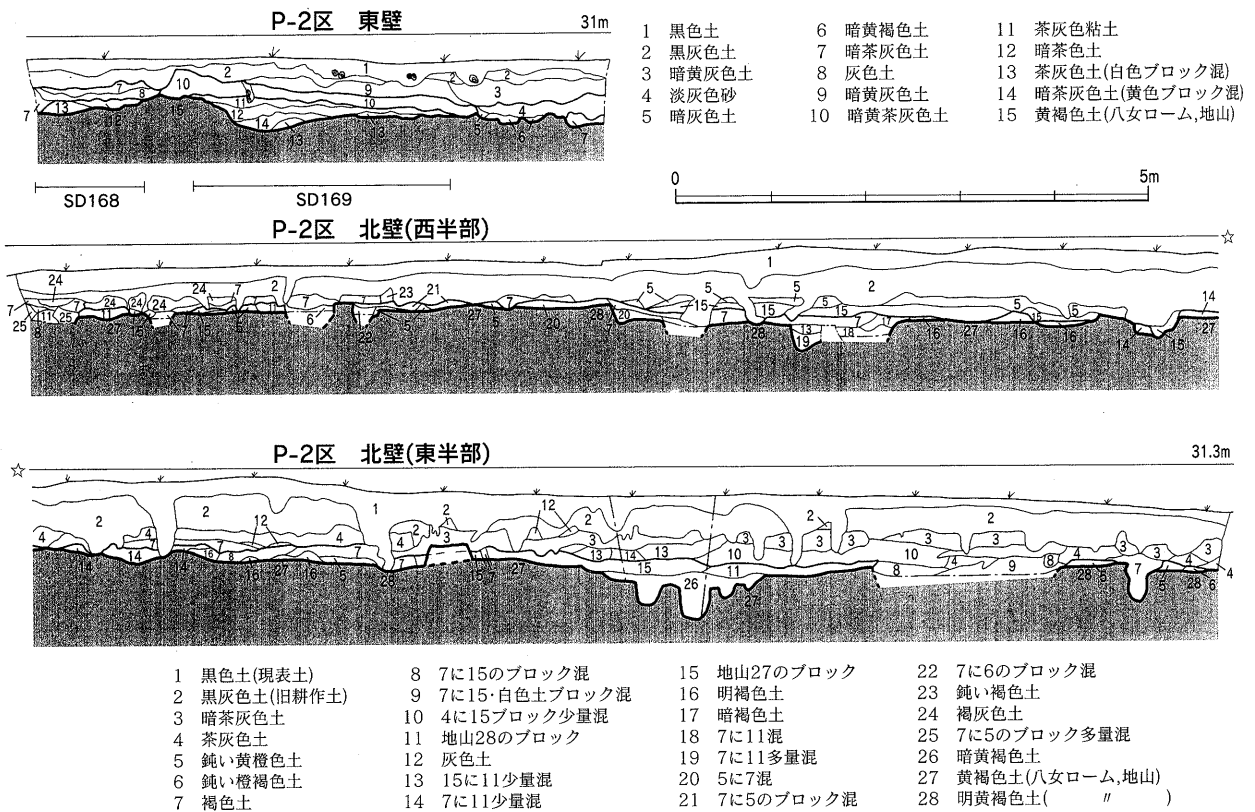 P-2区 東壁
31m
1 黒色土
2 黒灰色土
3 暗黄灰色土
4 淡灰色砂
5 暗灰色土
6 暗黄褐色土
7 暗茶灰色土
8 灰色土
9 暗黄灰色土
10 暗黄茶灰色土
11 茶灰色粘土
12 暗茶色土
13 茶灰色土(白色ブロック混)
14 暗茶灰色土(黄色ブロック混)
15 黄褐色土(八女ローム,地山)
SD168
SD169
0 5m
P-2区 北壁(西半部)
☆
P-2区 北壁(東半部)
☆
31.3m
1 黒色土(現表土)
2 黒灰色土(旧耕作土)
3 暗茶灰色土
4 茶灰色土
5 鈍い黄橙色土
6 鈍い橙褐色土
7 褐色土
8 7に15のブロック混
9 7に15・白色土ブロック混
10 4に15ブロック少量混
11 地山28のブロック
12 灰色土
13 15に11少量混
14 7に11少量混
15 地山27のブロック
16 明褐色土
17 暗褐色土
18 7に11混
19 7に11多量混
20 5に7混
21 7に5のブロック混
22 7に6のブロック混
23 鈍い褐色土
24 褐灰色土
25 7に5のブロック多量混
26 暗黄褐色土
27 黄褐色土(八女ローム,地山)
28 明黄褐色土( 〃 )